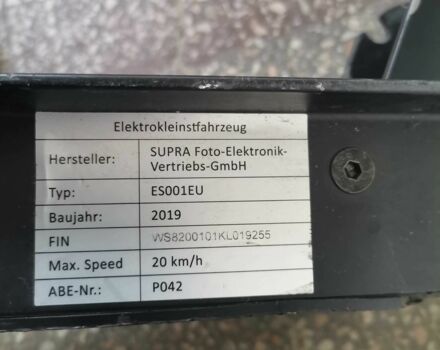 Elektrokleinstfahrzeug
Hersteller: SUPRA Foto-Elektronik-
Vertriebs-GmbH
Typ: ES001EU
Baujahr: 2019
FIN WS8200101KL019255
Max. Speed 20 km/h
ABE-Nr.: P042